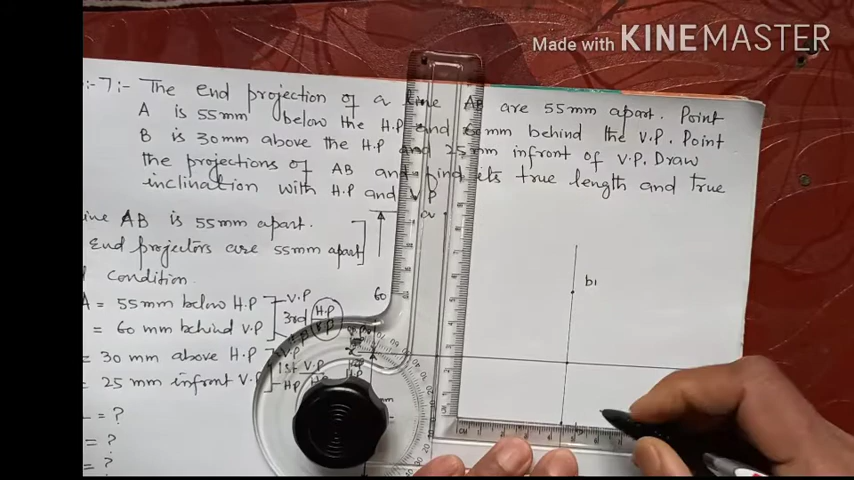 Made with KINEMASTER
:-7:- The end projection of a line AB are 55mm apart. Point
A is 55mm below the H.P and 60mm behind the V.P. Point
B is 30mm above the H.P and 25mm infront of V.P. Draw
the projections of AB and find its true length and True
inclination with H.P and V.P
ine AB is 55mm apart.
End projectors are 55mm apart
condition.
A = 55mm below H.P
= 60 mm behind V.P
= 30 mm above H.P
= 25 mm infront V.P
V.P
3rd H.P
1st V.P
H.P
60
b1
= ?
= ?
= ?